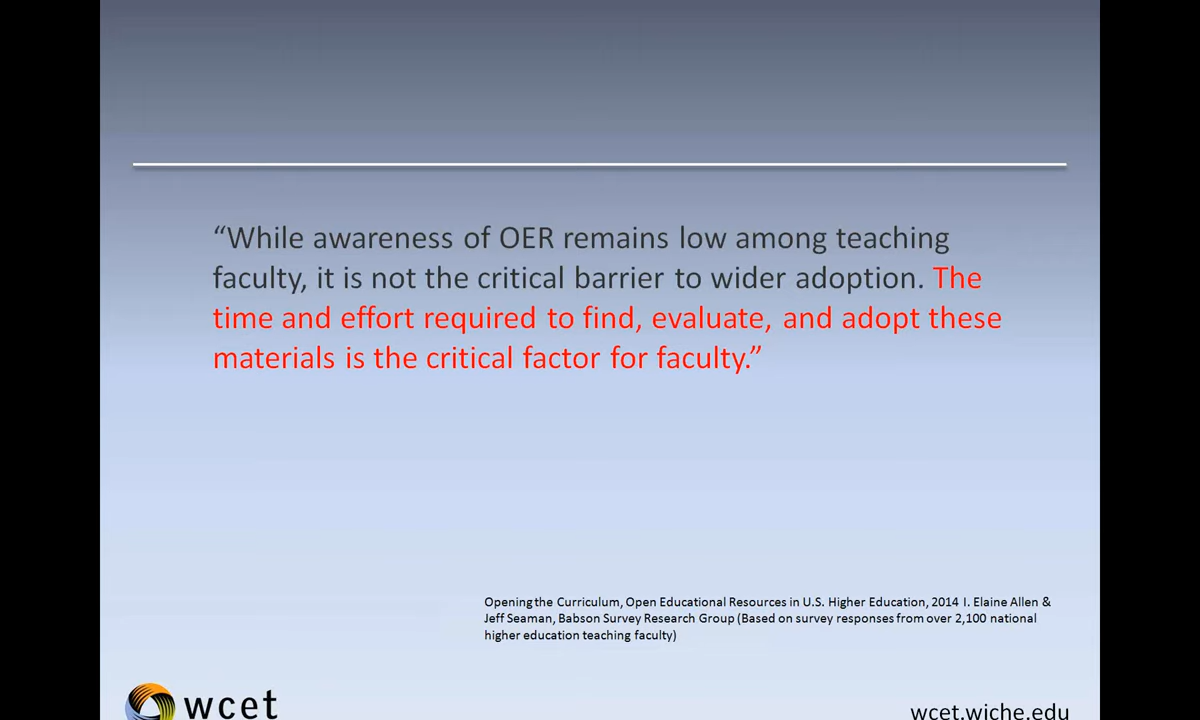 “While awareness of OER remains low among teaching
faculty, it is not the critical barrier to wider adoption. The
time and effort required to find, evaluate, and adopt these
materials is the critical factor for faculty.”
Opening the Curriculum, Open Educational Resources in U.S. Higher Education, 2014 I. Elaine Allen &
Jeff Seaman, Babson Survey Research Group (Based on survey responses from over 2,100 national
higher education teaching faculty)
wcet
wcet.wiche.edu